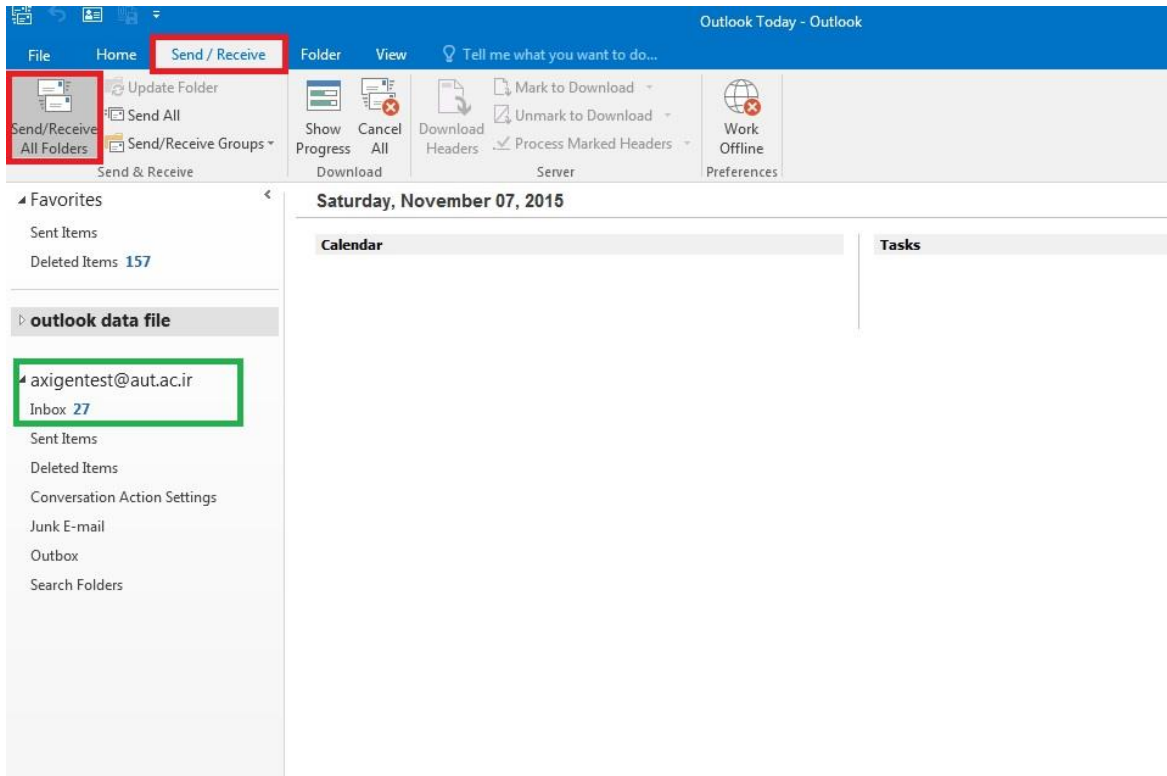 Outlook Today - Outlook
File Home Send / Receive Folder View Tell me what you want to do...
Send/Receive All Folders
Update Folder
Send All
Send/Receive Groups
Send & Receive
Show Progress
Cancel All
Download
Download Headers
Mark to Download
Unmark to Download
Process Marked Headers
Server
Work Offline
Preferences
Favorites
Sent Items
Deleted Items 157
outlook data file
axigentest@aut.ac.ir
Inbox 27
Sent Items
Deleted Items
Conversation Action Settings
Junk E-mail
Outbox
Search Folders
Saturday, November 07, 2015
Calendar
Tasks